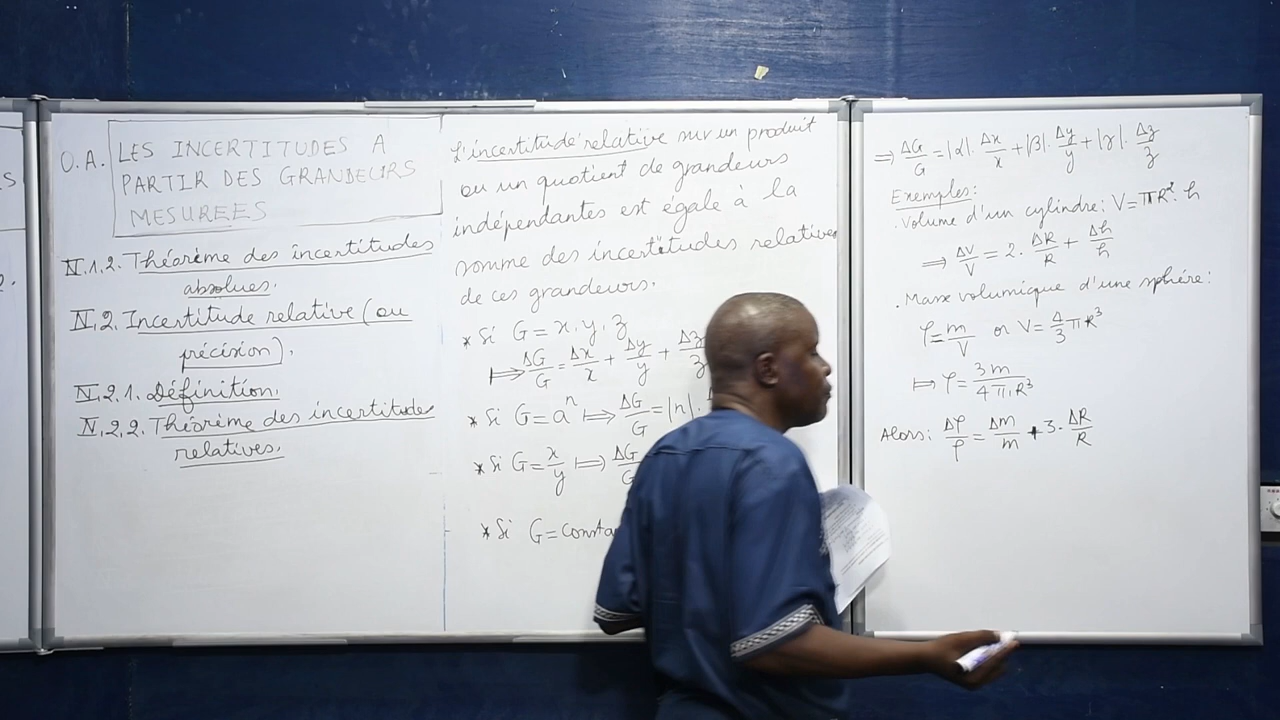 O.A. LES INCERTITUDES A
PARTIR DES GRANDEURS
MESUREES
IV.1.2. Théorème des incertitudes
absolues.
IV.2. Incertitude relative (ou
précision).
IV.2.1. Définition.
IV.2.2. Théorème des incertitudes
relatives.
L'incertitude relative sur un produit
ou un quotient de grandeurs
indépendantes est égale à la
somme des incertitudes relatives
de ces grandeurs.
* Si G = x.y.z
⟼ ΔG/G = Δx/x + Δy/y + Δz/z
* Si G = a^n ⟼ ΔG/G = |n|.
* Si G = x/y ⟼ ΔG/G
* Si G =
⇒ ΔG/G = |α|. Δx/x + |β|. Δy/y + |γ|. Δz/z
Exemples:
. Volume d'un cylindre: V = πR². h
⇒ ΔV/V = 2. ΔR/R + Δh/h
. Masse volumique d'une sphère:
ρ = m/V or V = 4/3 πR³
⟼ ρ = 3m/4π.R³
Alors: Δρ/ρ = Δm/m + 3. ΔR/R